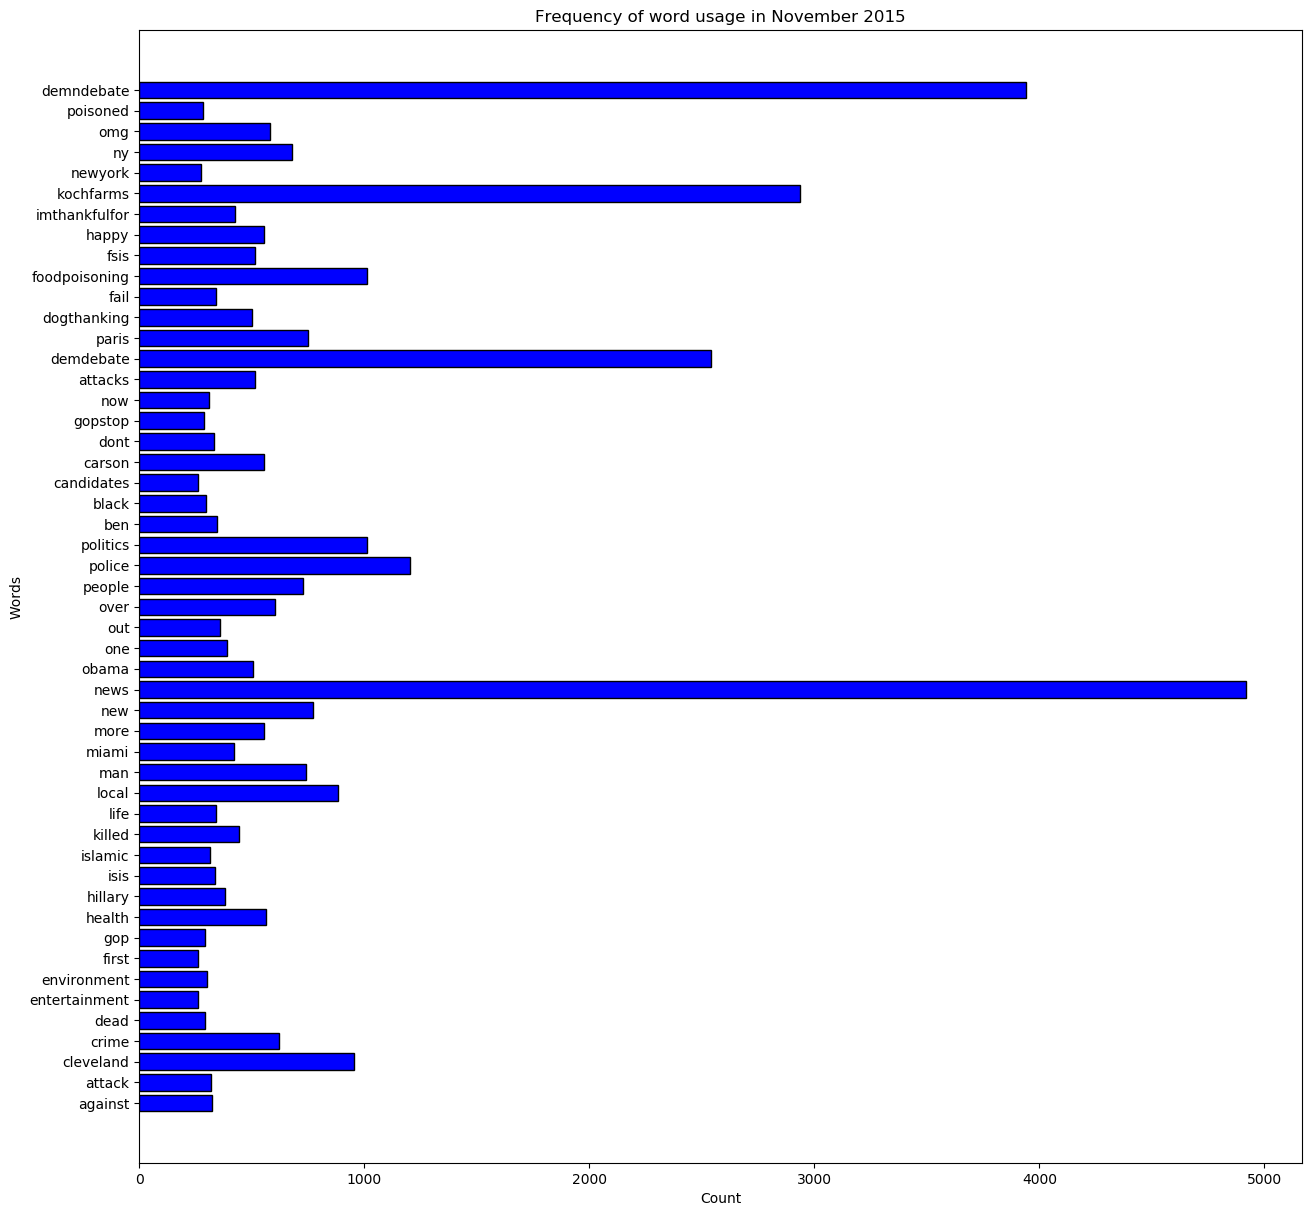 Frequency of word usage in November 2015
demndebate
poisoned
omg
ny
newyork
kochfarms
imthankfulfor
happy
fsis
foodpoisoning
fail
dogthanking
paris
demdebate
attacks
now
gopstop
dont
carson
candidates
black
ben
politics
police
people
over
out
one
obama
news
new
more
miami
man
local
life
killed
islamic
isis
hillary
health
gop
first
environment
entertainment
dead
crime
cleveland
attack
against
Words
0 1000 2000 3000 4000 5000
Count